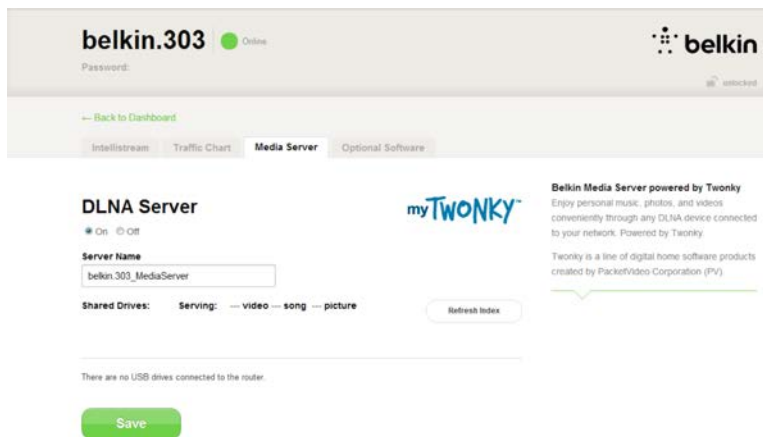 belkin.303 Online
belkin
Password:
unlocked
← Back to Dashboard
Intellistream Traffic Chart Media Server Optional Software
DLNA Server
On Off
myTWONKY™
Server Name
belkin.303_MediaServer
Shared Drives: Serving: --- video --- song --- picture
Refresh Index
Belkin Media Server powered by Twonky
Enjoy personal music, photos, and videos
conveniently through any DLNA device connected
to your network. Powered by Twonky.
Twonky is a line of digital home software products
created by PacketVideo Corporation (PV).
There are no USB drives connected to the router.
Save